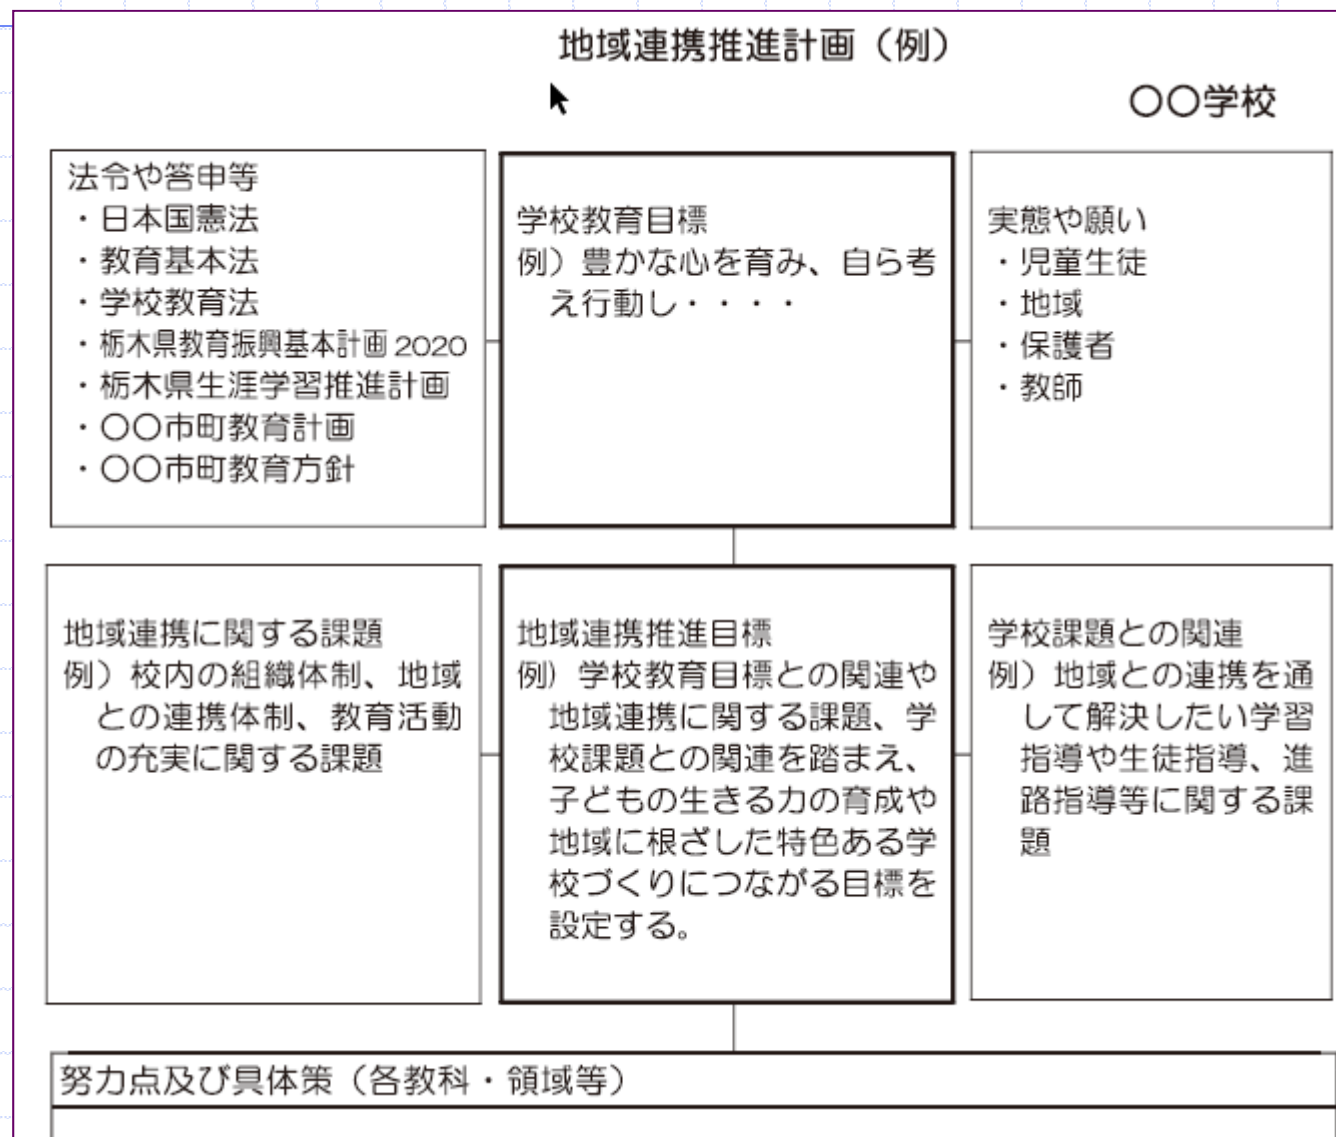 地域連携推進計画（例）
〇〇学校
法令や答申等
・日本国憲法
・教育基本法
・学校教育法
・栃木県教育振興基本計画 2020
・栃木県生涯学習推進計画
・〇〇市町教育計画
・〇〇市町教育方針
学校教育目標
例）豊かな心を育み、自ら考
え行動し・・・・
実態や願い
・児童生徒
・地域
・保護者
・教師
地域連携に関する課題
例）校内の組織体制、地域
との連携体制、教育活動
の充実に関する課題
地域連携推進目標
例）学校教育目標との関連や
地域連携に関する課題、学
校課題との関連を踏まえ、
子どもの生きる力の育成や
地域に根ざした特色ある学
校づくりにつながる目標を
設定する。
学校課題との関連
例）地域との連携を通
して解決したい学習
指導や生徒指導、進
路指導等に関する課
題
努力点及び具体策（各教科・領域等）